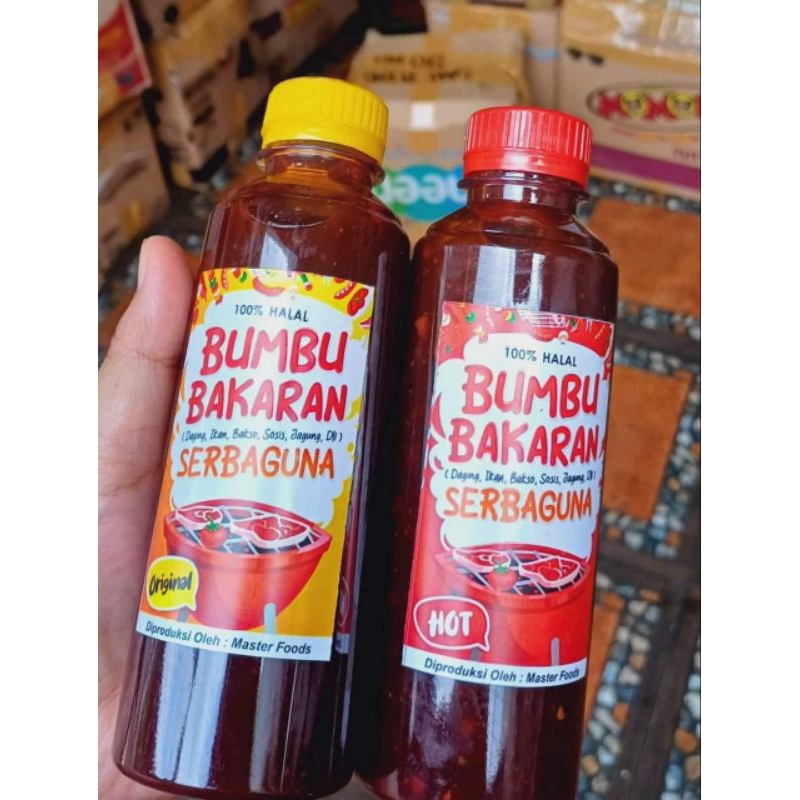 100% HALAL
BUMBU
BAKARAN
( Daging, Ikan, Bakso, Sosis, Jagung, Dll )
SERBAGUNA
Original
Diproduksi Oleh : Master Foods
100% HALAL
BUMBU
BAKARAN
( Daging, Ikan, Bakso, Sosis, Jagung, Dll )
SERBAGUNA
HOT
Diproduksi Oleh : Master Foods